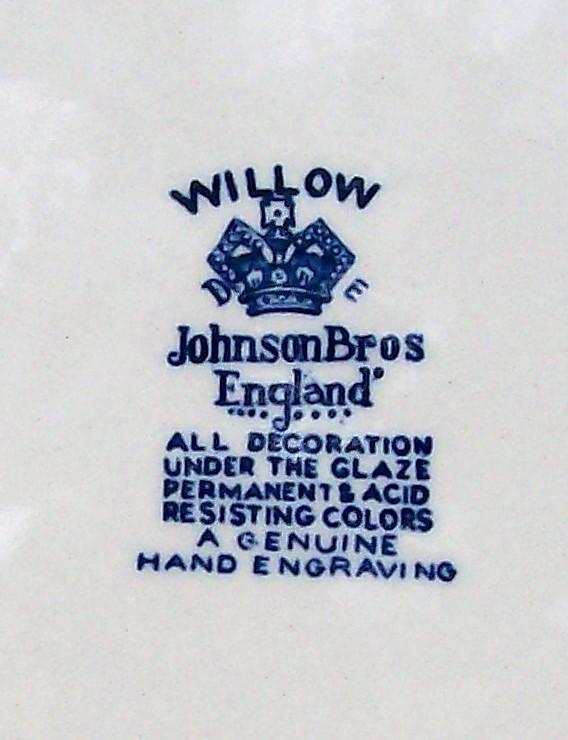 WILLOW
D E
JohnsonBros
England
ALL DECORATION
UNDER THE GLAZE
PERMANENT & ACID
RESISTING COLORS
A GENUINE
HAND ENGRAVING